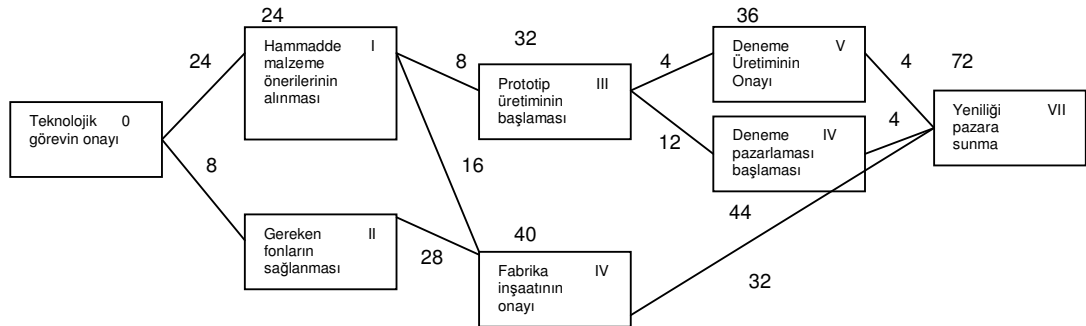 24
Hammadde I
malzeme
önerilerinin
alınması
24
8
32
Prototip III
üretiminin
başlaması
4
36
Deneme V
Üretiminin
Onayı
4
72
Yeniliği VII
pazara
sunma
Teknolojik 0
görevin onayı
8
16
12
Deneme IV
pazarlaması
başlaması
4
44
Gereken II
fonların
sağlanması
28
40
Fabrika IV
inşaatının
onayı
32